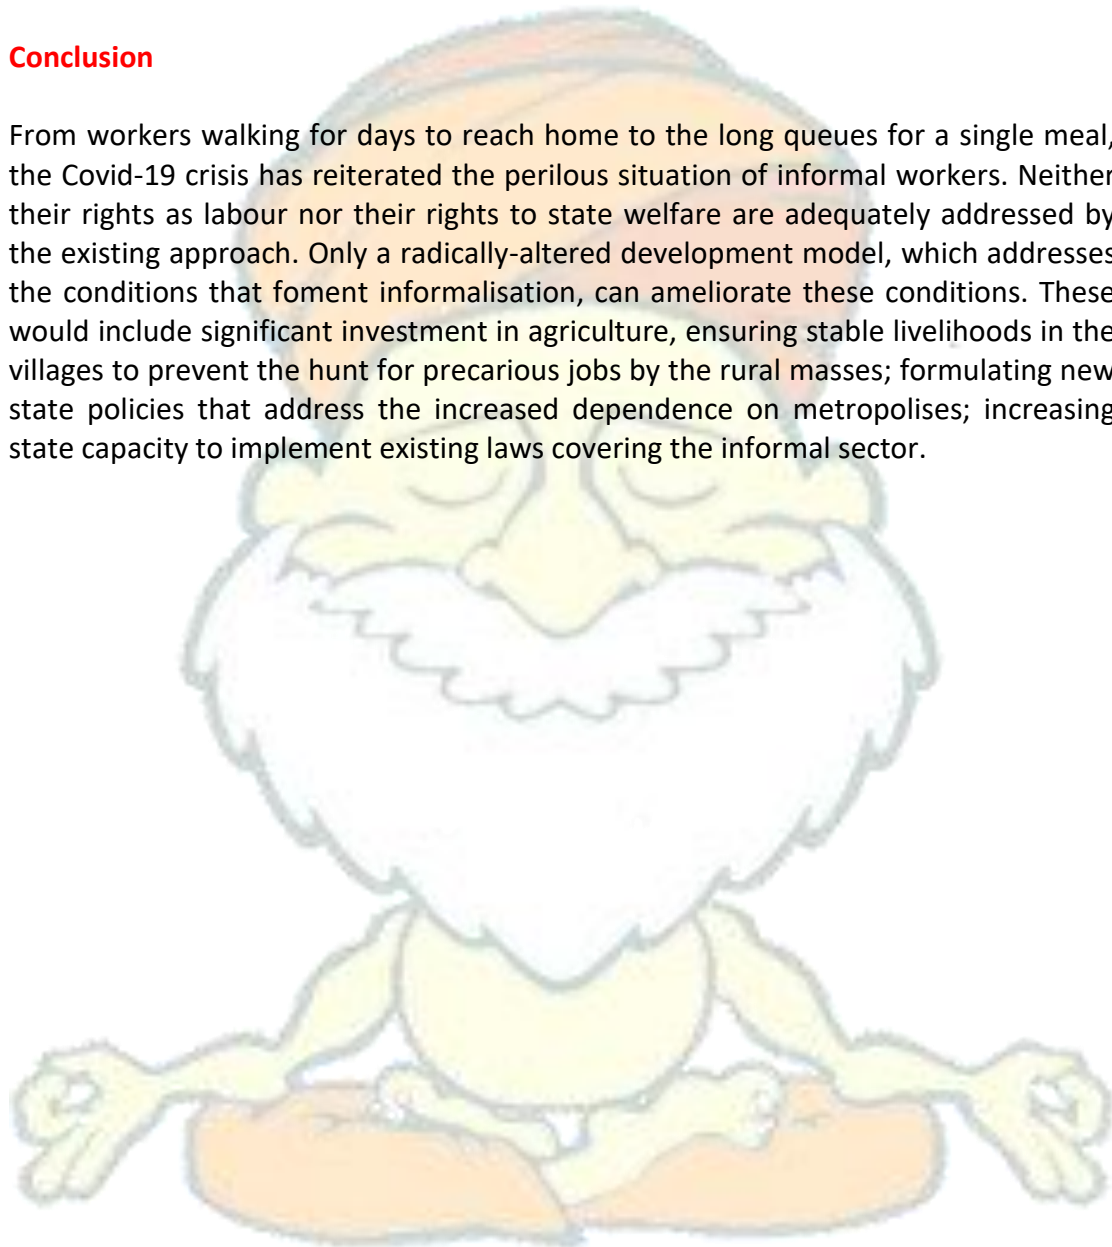 Conclusion
From workers walking for days to reach home to the long queues for a single meal,
the Covid-19 crisis has reiterated the perilous situation of informal workers. Neither
their rights as labour nor their rights to state welfare are adequately addressed by
the existing approach. Only a radically-altered development model, which addresses
the conditions that foment informalisation, can ameliorate these conditions. These
would include significant investment in agriculture, ensuring stable livelihoods in the
villages to prevent the hunt for precarious jobs by the rural masses; formulating new
state policies that address the increased dependence on metropolises; increasing
state capacity to implement existing laws covering the informal sector.